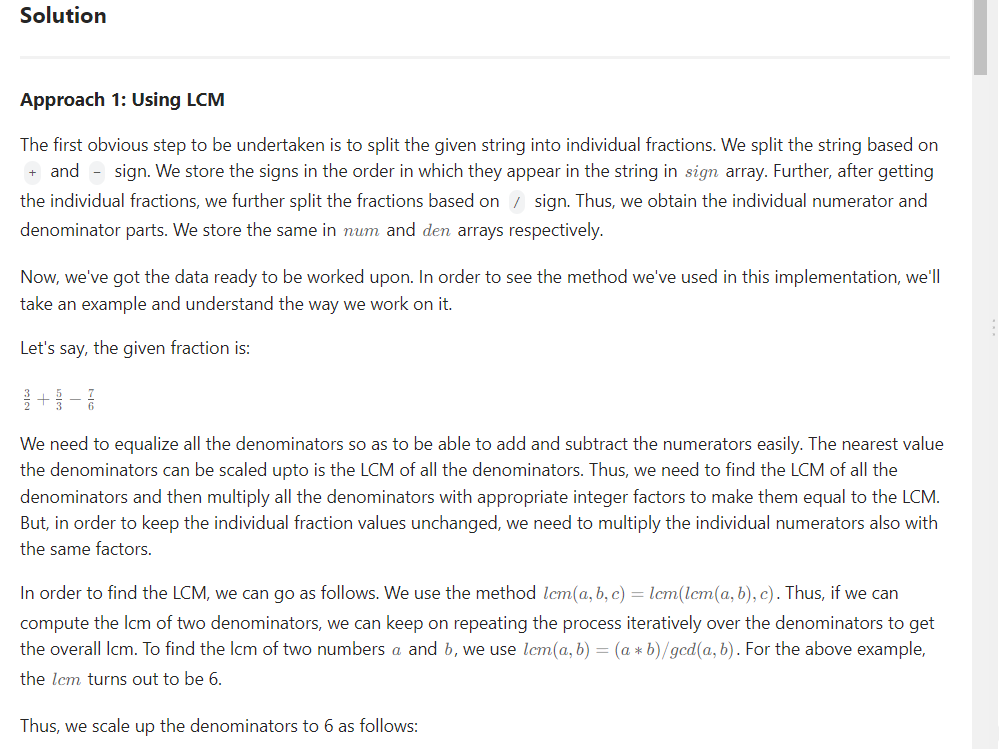 Solution
Approach 1: Using LCM
The first obvious step to be undertaken is to split the given string into individual fractions. We split the string based on
+ and - sign. We store the signs in the order in which they appear in the string in sign array. Further, after getting
the individual fractions, we further split the fractions based on / sign. Thus, we obtain the individual numerator and
denominator parts. We store the same in num and den arrays respectively.
Now, we've got the data ready to be worked upon. In order to see the method we've used in this implementation, we'll
take an example and understand the way we work on it.
Let's say, the given fraction is:
3/2 + 5/3 − 7/6
We need to equalize all the denominators so as to be able to add and subtract the numerators easily. The nearest value
the denominators can be scaled upto is the LCM of all the denominators. Thus, we need to find the LCM of all the
denominators and then multiply all the denominators with appropriate integer factors to make them equal to the LCM.
But, in order to keep the individual fraction values unchanged, we need to multiply the individual numerators also with
the same factors.
In order to find the LCM, we can go as follows. We use the method lcm(a, b, c) = lcm(lcm(a, b), c). Thus, if we can
compute the lcm of two denominators, we can keep on repeating the process iteratively over the denominators to get
the overall lcm. To find the lcm of two numbers a and b, we use lcm(a, b) = (a * b)/gcd(a, b). For the above example,
the lcm turns out to be 6.
Thus, we scale up the denominators to 6 as follows: